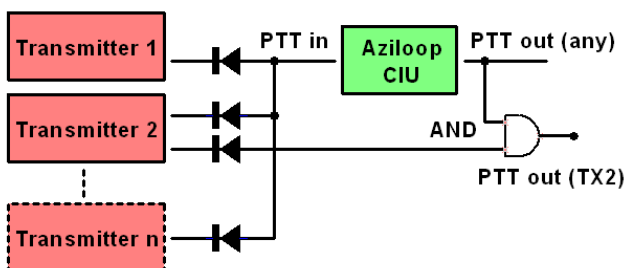 Transmitter 1
PTT in
Aziloop
CIU
PTT out (any)
Transmitter 2
AND
PTT out (TX2)
Transmitter n